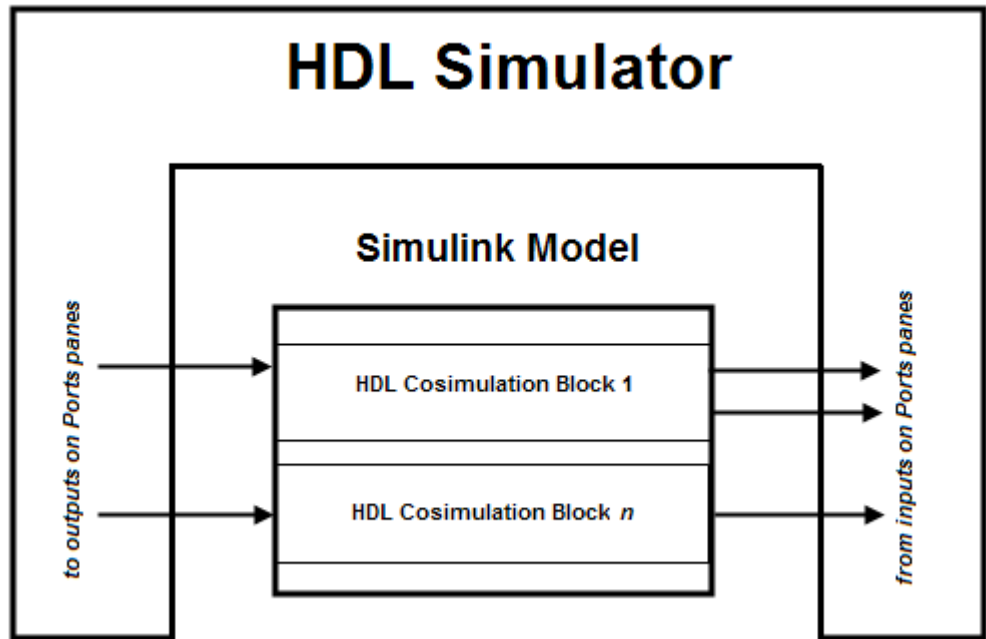 HDL Simulator
Simulink Model
to outputs on Ports panes
HDL Cosimulation Block 1
HDL Cosimulation Block n
from inputs on Ports panes